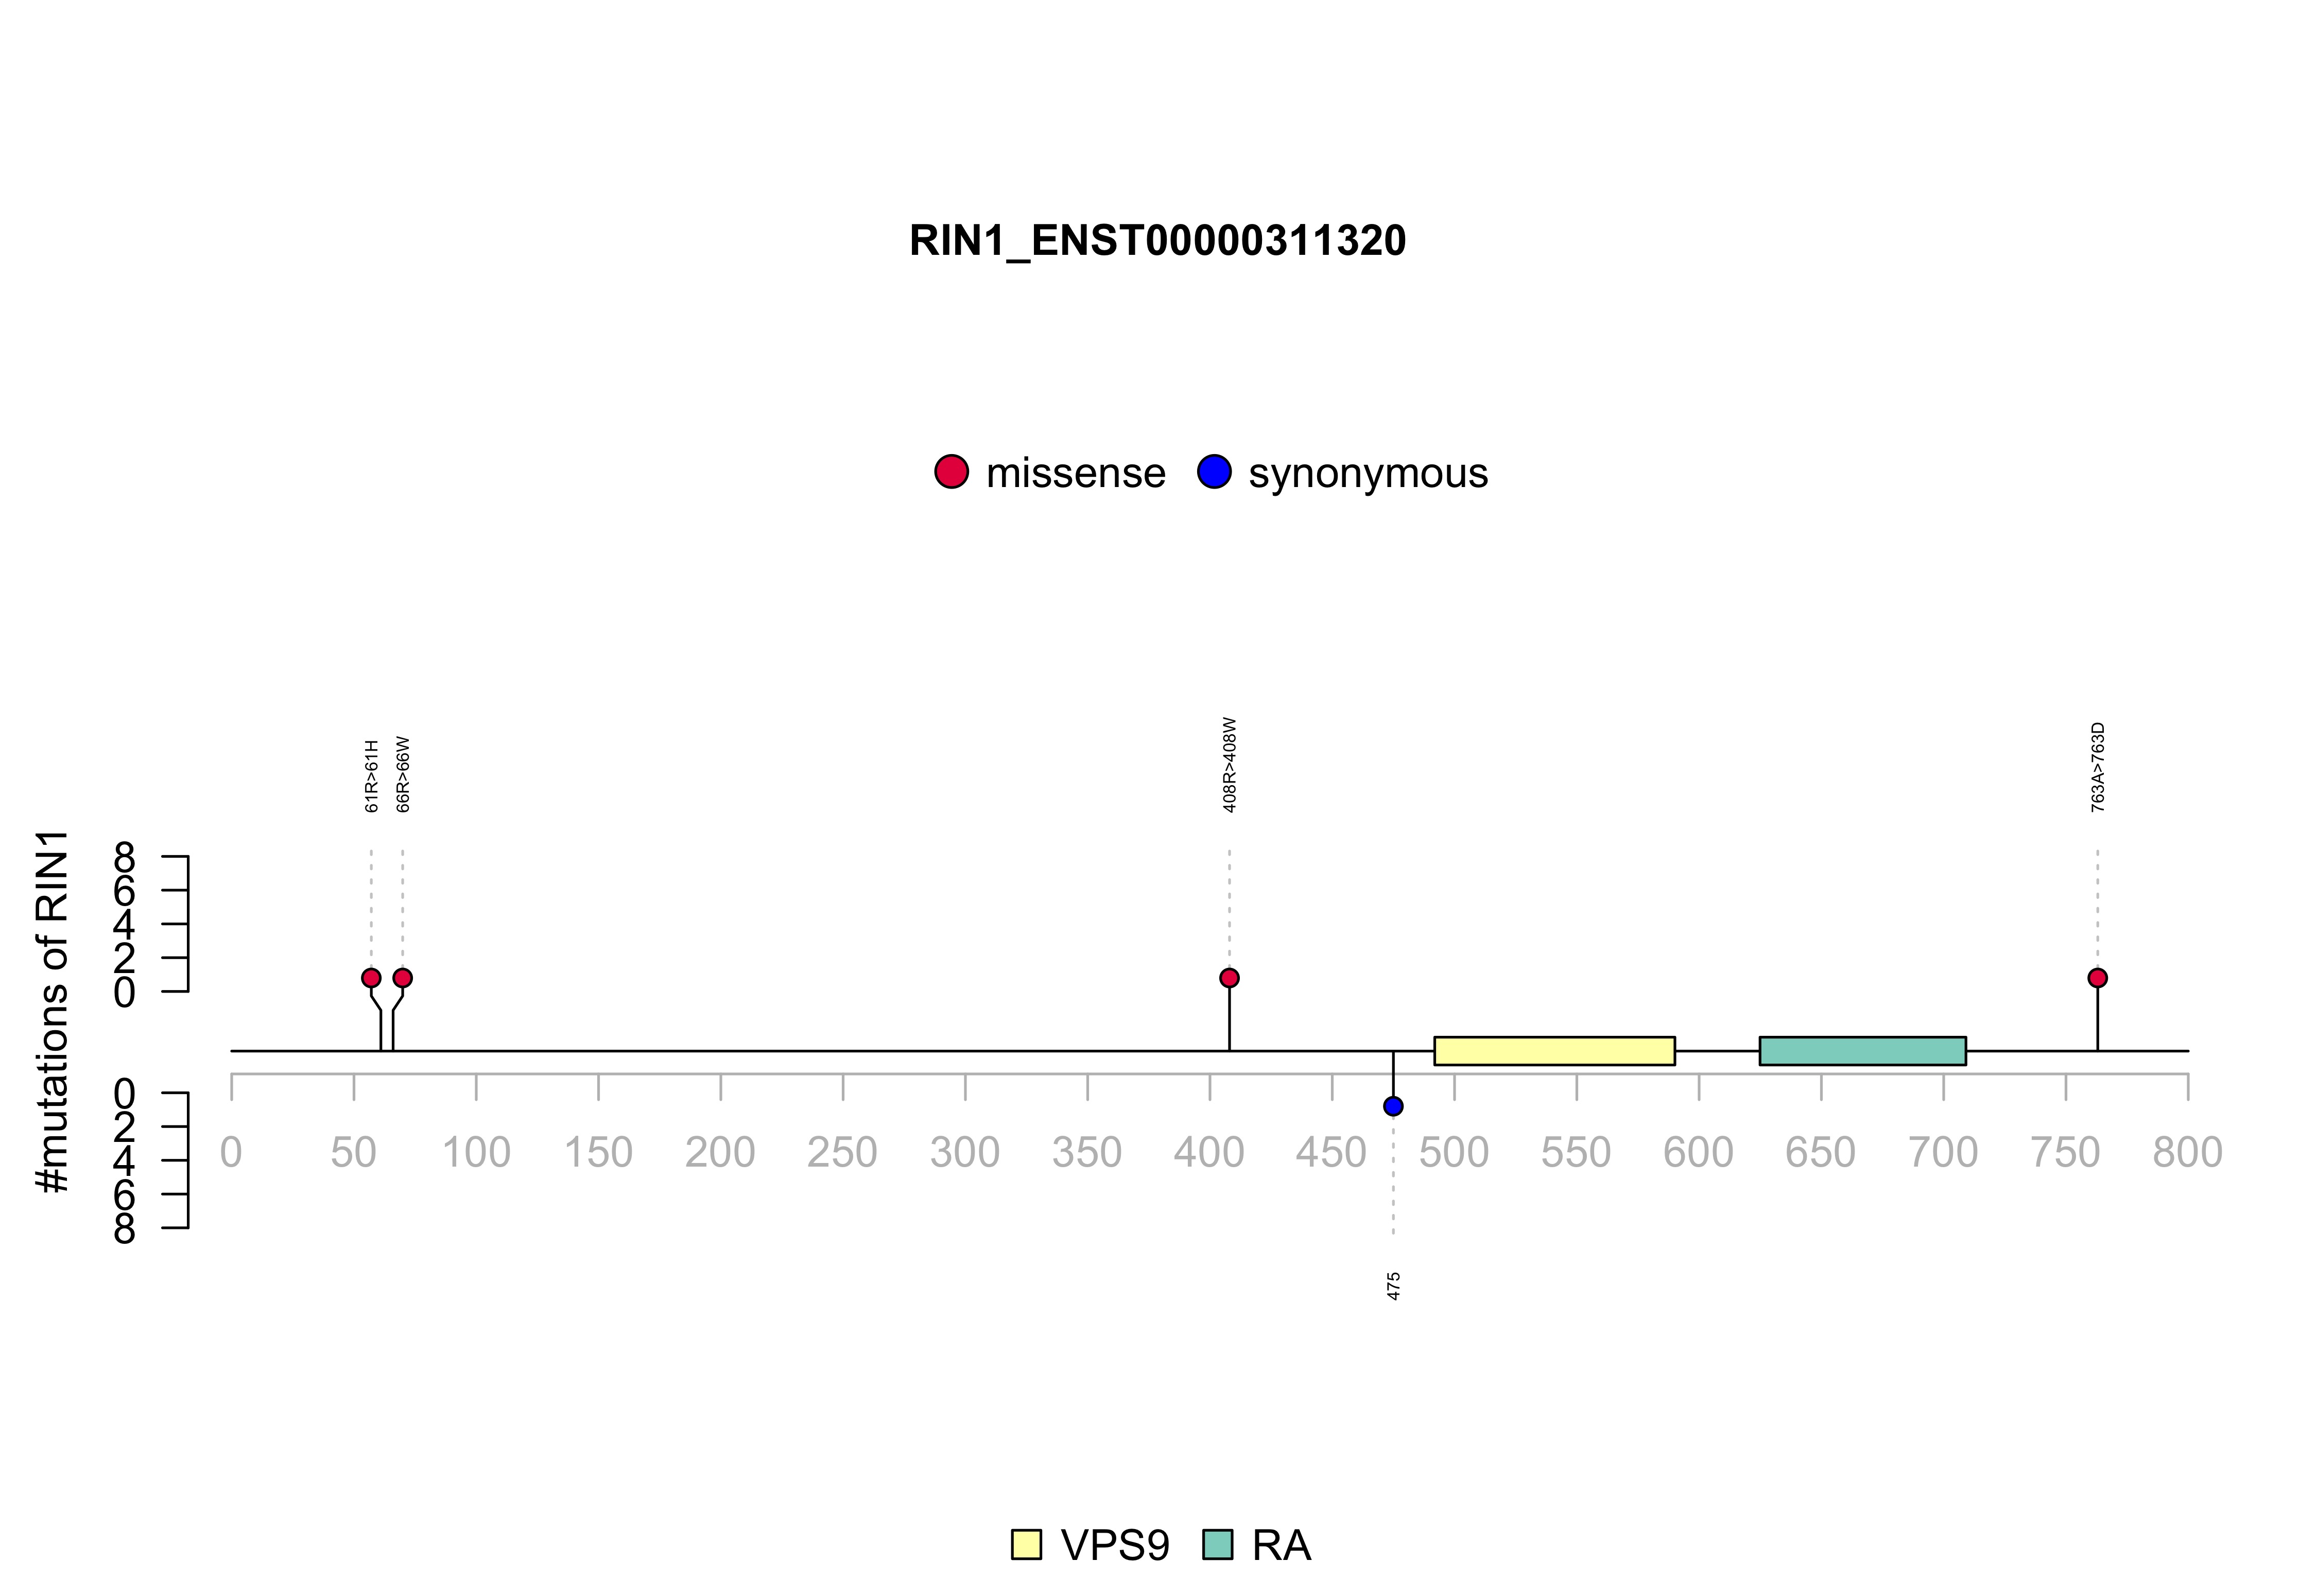 RIN1_ENST00000311320
missense synonymous
61R>61H 66R>66W 408R>408W 763A>763D
#mutations of RIN1
8
6
4
2
0
0
2
4
6
8
0 50 100 150 200 250 300 350 400 450 500 550 600 650 700 750 800
475
VPS9 RA